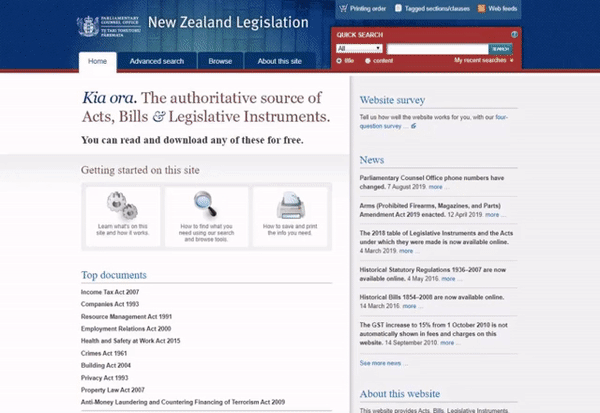 Printing order
Tagged sections/clauses
Web feeds
PARLIAMENTARY
COUNSEL OFFICE
TE TARI TOHUTOHU
PĀREMATA
New Zealand Legislation
QUICK SEARCH
All
SEARCH
title
content
My recent searches
Home
Advanced search
Browse
About this site
Kia ora. The authoritative source of
Acts, Bills & Legislative Instruments.
You can read and download any of these for free.
Getting started on this site
Learn what's on this
site and how it works.
How to find what you
need using our search
and browse tools.
How to save and print
the info you need.
Top documents
Income Tax Act 2007
Companies Act 1993
Resource Management Act 1991
Employment Relations Act 2000
Health and Safety at Work Act 2015
Crimes Act 1961
Building Act 2004
Privacy Act 1993
Property Law Act 2007
Anti-Money Laundering and Countering Financing of Terrorism Act 2009
Website survey
Tell us how well the website works for you, with our four-
question survey ...
News
Parliamentary Counsel Office phone numbers have
changed. 7 August 2019. more ...
Arms (Prohibited Firearms, Magazines, and Parts)
Amendment Act 2019 enacted. 12 April 2019. more ...
The 2018 table of Legislative Instruments and the Acts
under which they were made is now available online.
4 March 2019. more ...
Historical Statutory Regulations 1936–2007 are now
available online. 4 May 2016. more ...
Historical Bills 1854–2008 are now available online.
14 March 2016. more ...
The GST increase to 15% from 1 October 2010 is not
automatically shown in fees and charges on this
website. 14 September 2010. more ...
See more news ...
About this website
This website provides Acts, Bills, Legislative Instruments,